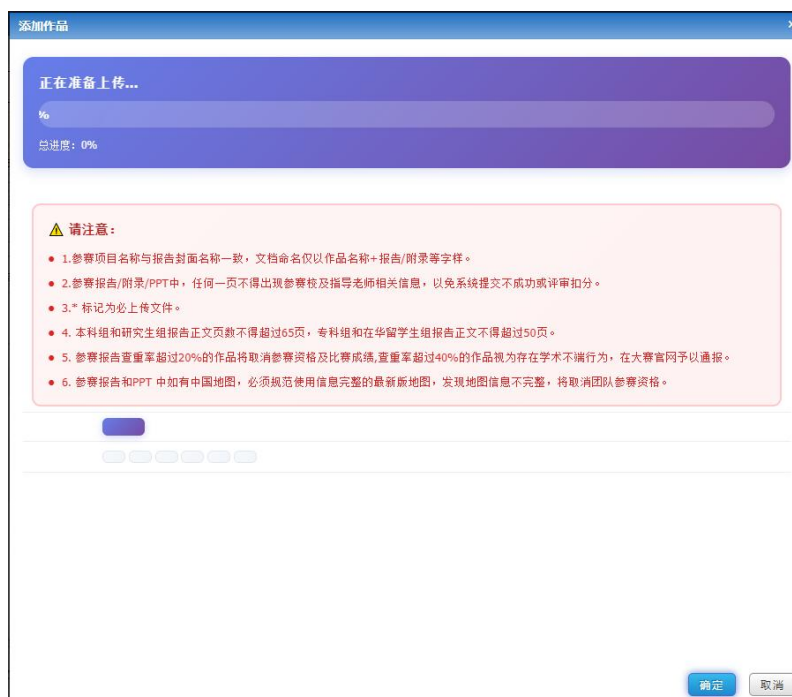 添加作品
正在准备上传...
%
总进度：0%
请注意：
1.参赛项目名称与报告封面名称一致，文档命名仅以作品名称+报告/附录等字样。
2.参赛报告/附录/PPT中，任何一页不得出现参赛校及指导老师相关信息，以免系统提交不成功或评审扣分。
3.* 标记为必上传文件。
4. 本科组和研究生组报告正文页数不得超过65页，专科组和在华留学生组报告正文不得超过50页。
5. 参赛报告查重率超过20%的作品将取消参赛资格及比赛成绩,查重率超过40%的作品视为存在学术不端行为，在大赛官网予以通报。
6. 参赛报告和PPT 中如有中国地图，必须规范使用信息完整的最新版地图，发现地图信息不完整，将取消团队参赛资格。
确定
取消